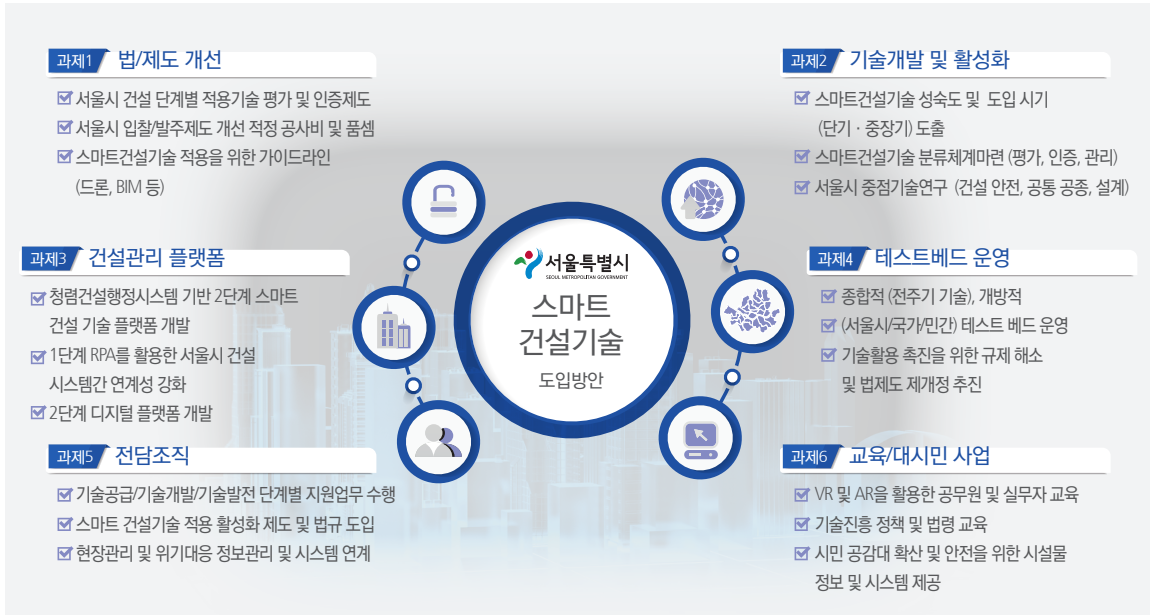 과제1 법/제도 개선
서울시 건설 단계별 적용기술 평가 및 인증제도
서울시 입찰/발주제도 개선 적정 공사비 및 품셈
스마트건설기술 적용을 위한 가이드라인
(드론, BIM 등)
과제2 기술개발 및 활성화
스마트건설기술 성숙도 및 도입 시기
(단기 · 중장기) 도출
스마트건설기술 분류체계마련 (평가, 인증, 관리)
서울시 중점기술연구 (건설 안전, 공통 공종, 설계)
서울특별시
SEOUL METROPOLITAN GOVERNMENT
스마트
건설기술
도입방안
과제3 건설관리 플랫폼
청렴건설행정시스템 기반 2단계 스마트
건설 기술 플랫폼 개발
1단계 RPA를 활용한 서울시 건설
시스템간 연계성 강화
2단계 디지털 플랫폼 개발
과제4 테스트베드 운영
종합적 (전주기 기술), 개방적
(서울시/국가/민간) 테스트 베드 운영
기술활용 촉진을 위한 규제 해소
및 법제도 제개정 추진
과제5 전담조직
기술공급/기술개발/기술발전 단계별 지원업무 수행
스마트 건설기술 적용 활성화 제도 및 법규 도입
현장관리 및 위기대응 정보관리 및 시스템 연계
과제6 교육/대시민 사업
VR 및 AR을 활용한 공무원 및 실무자 교육
기술진흥 정책 및 법령 교육
시민 공감대 확산 및 안전을 위한 시설물
정보 및 시스템 제공